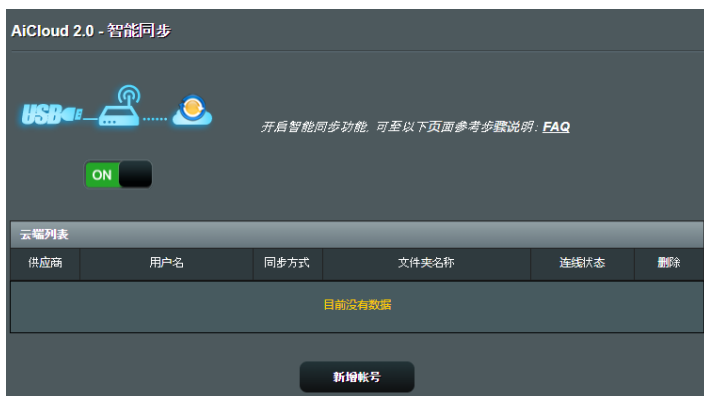 AiCloud 2.0 - 智能同步
USB
开启智能同步功能, 可至以下页面参考步骤说明: FAQ
ON
云端列表
供应商 用户名 同步方式 文件夹名称 连线状态 删除
目前没有数据
新增帐号